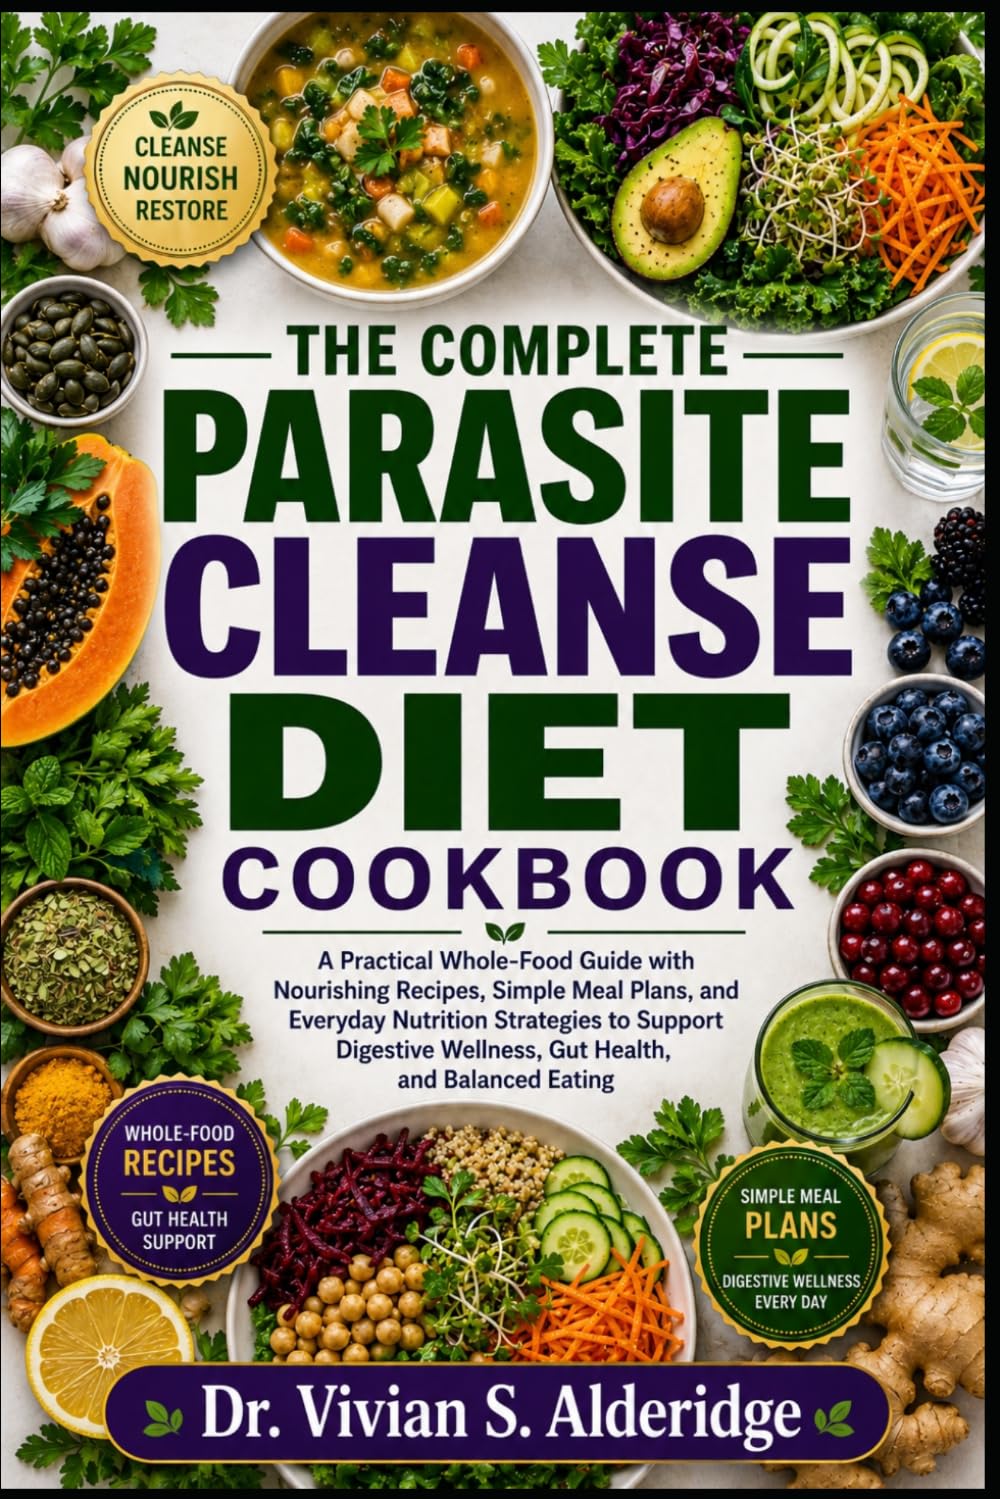 CLEANSE
NOURISH
RESTORE
THE COMPLETE
PARASITE
CLEANSE
DIET
COOKBOOK
A Practical Whole-Food Guide with
Nourishing Recipes, Simple Meal Plans, and
Everyday Nutrition Strategies to Support
Digestive Wellness, Gut Health,
and Balanced Eating
WHOLE-FOOD
RECIPES
GUT HEALTH
SUPPORT
SIMPLE MEAL
PLANS
DIGESTIVE WELLNESS
EVERY DAY
Dr. Vivian S. Alderidge